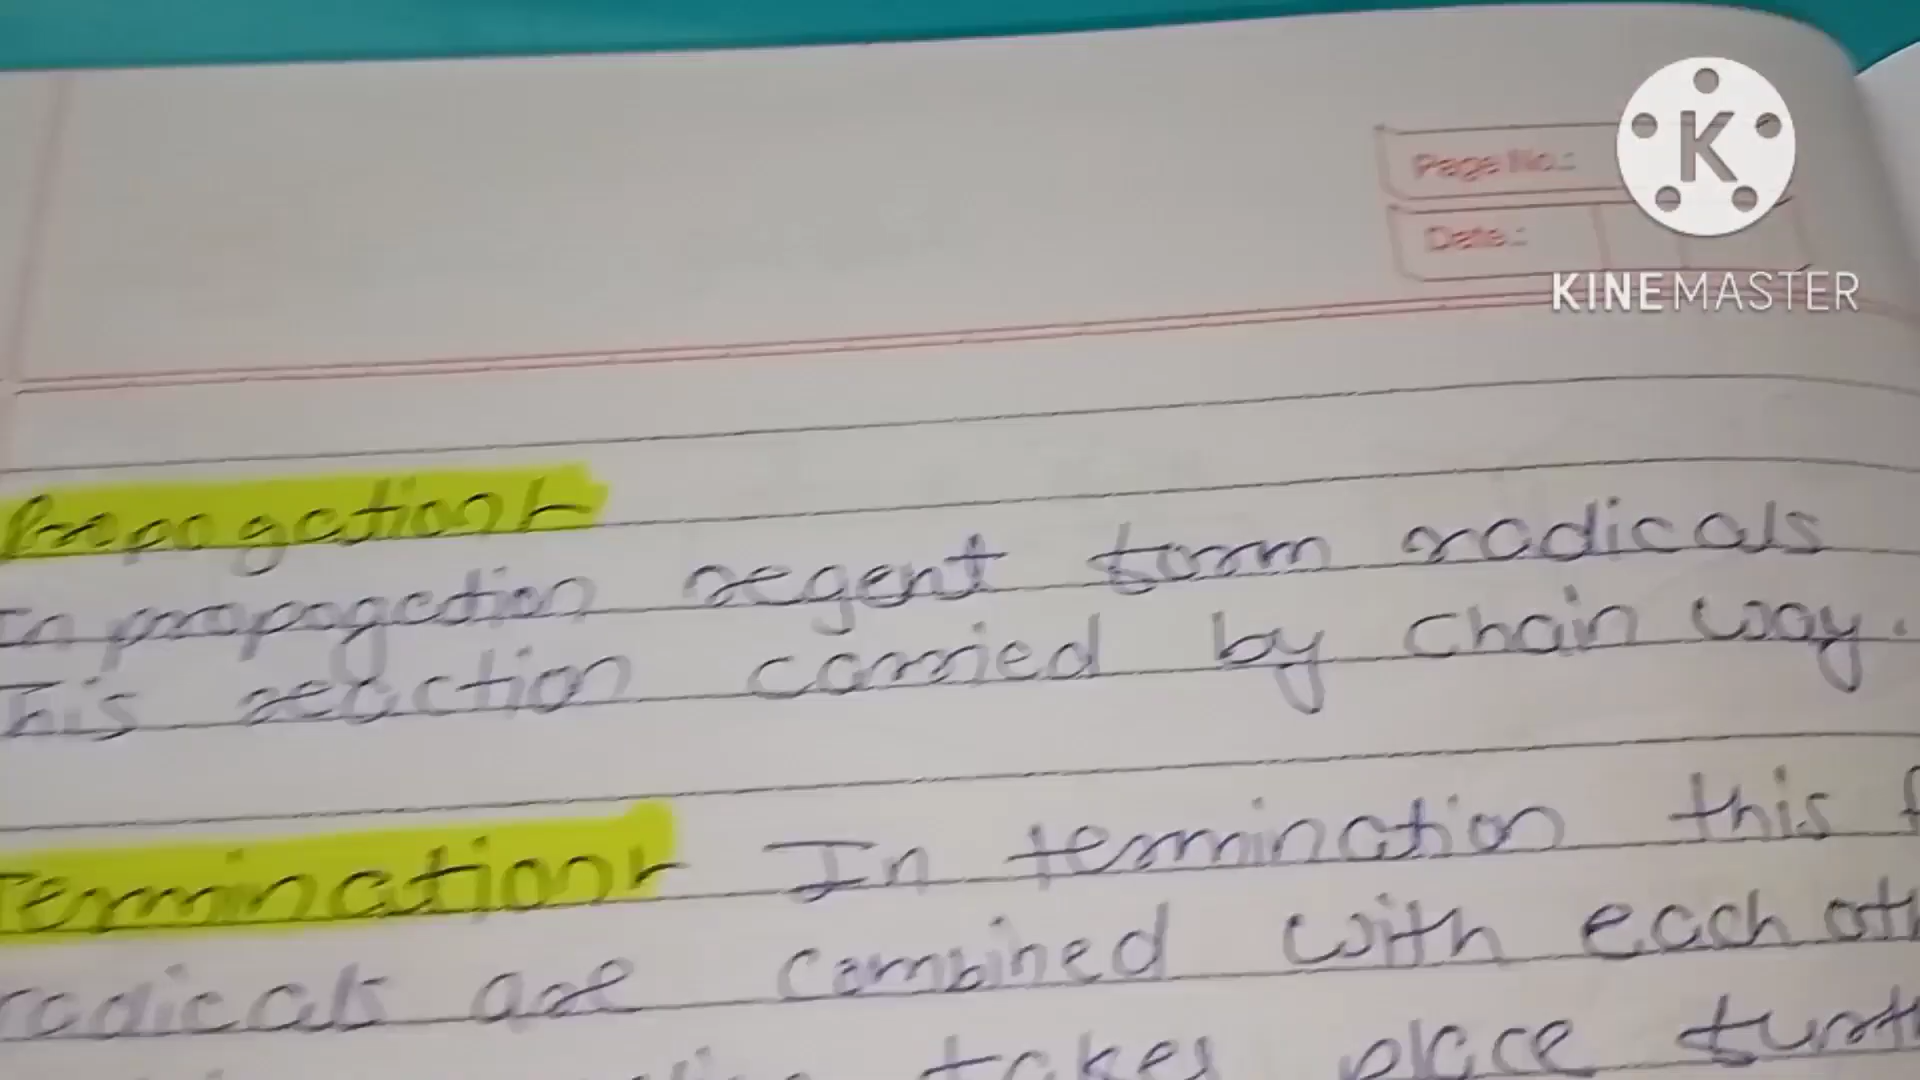 Page No.:
Date.:
KINEMASTER
Propogation:-
In propogation regent form radicals
This reaction carried by chain way.
Termination:- In termination this
radicals are combined with each
takes place